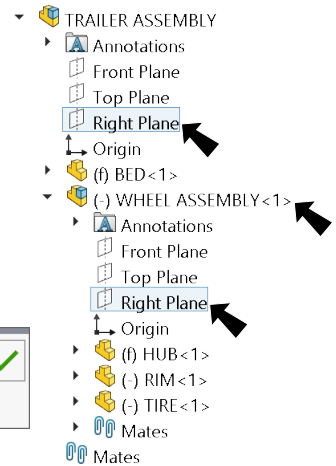 TRAILER ASSEMBLY
Annotations
Front Plane
Top Plane
Right Plane
Origin
(f) BED<1>
(-) WHEEL ASSEMBLY<1>
Annotations
Front Plane
Top Plane
Right Plane
Origin
(f) HUB<1>
(-) RIM<1>
(-) TIRE<1>
Mates
Mates